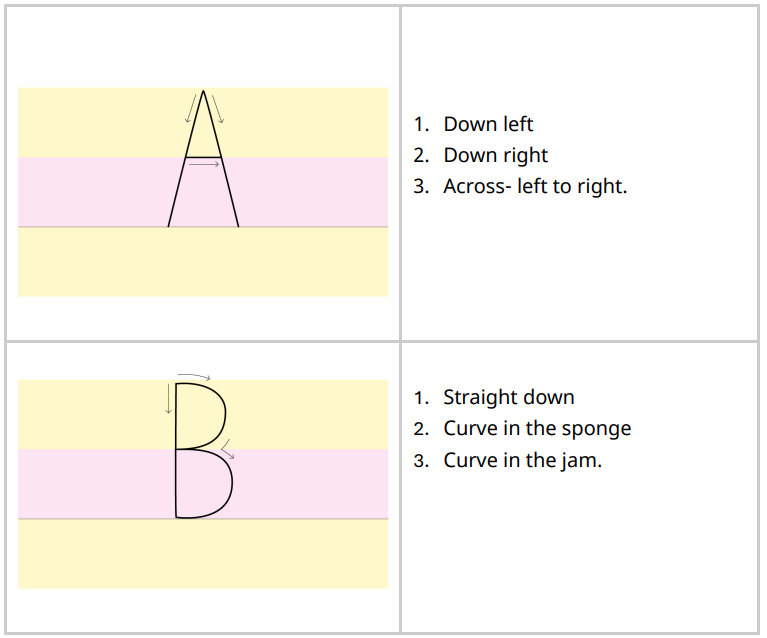 A
1. Down left
2. Down right
3. Across- left to right.
B
1. Straight down
2. Curve in the sponge
3. Curve in the jam.